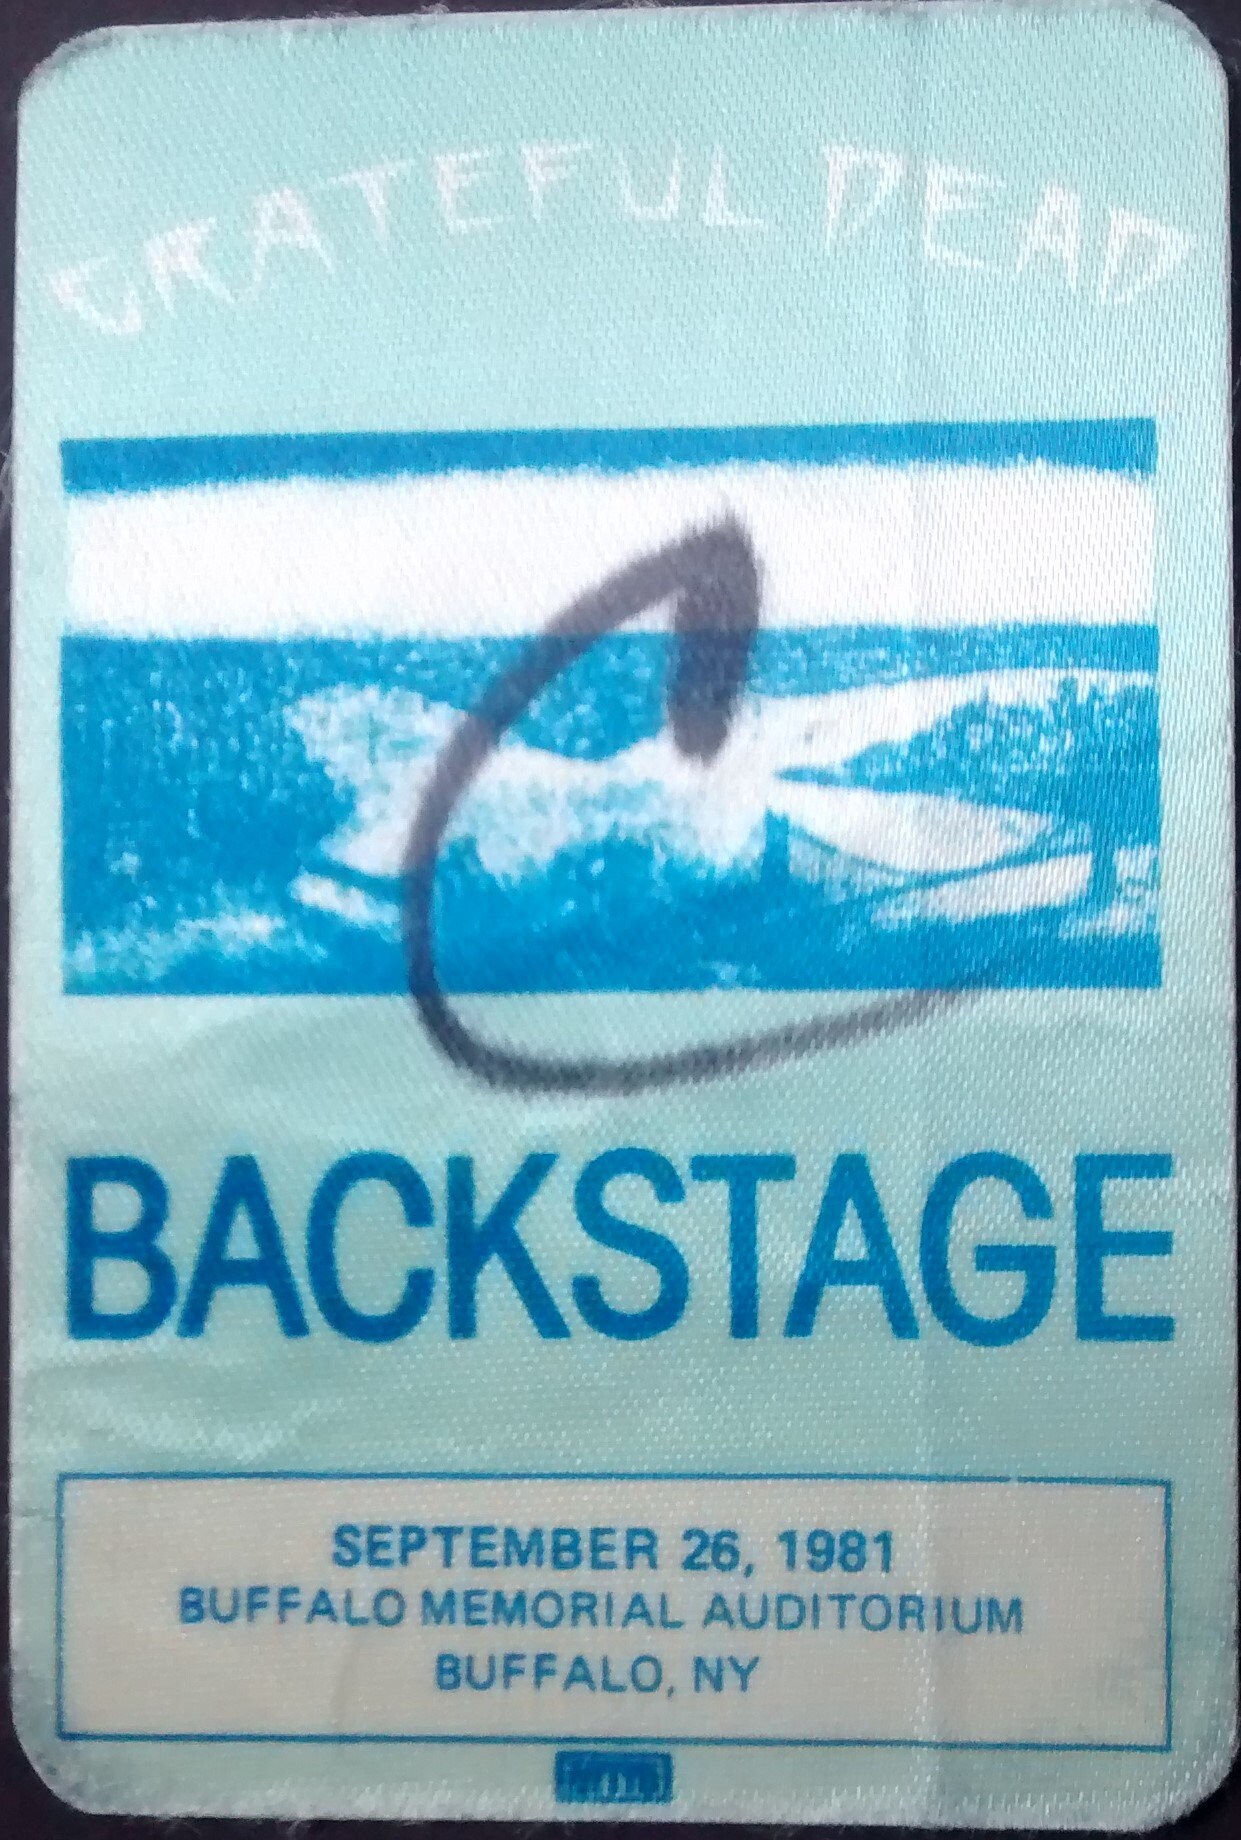 GRATEFUL DEAD
C
BACKSTAGE
SEPTEMBER 26, 1981
BUFFALO MEMORIAL AUDITORIUM
BUFFALO, NY